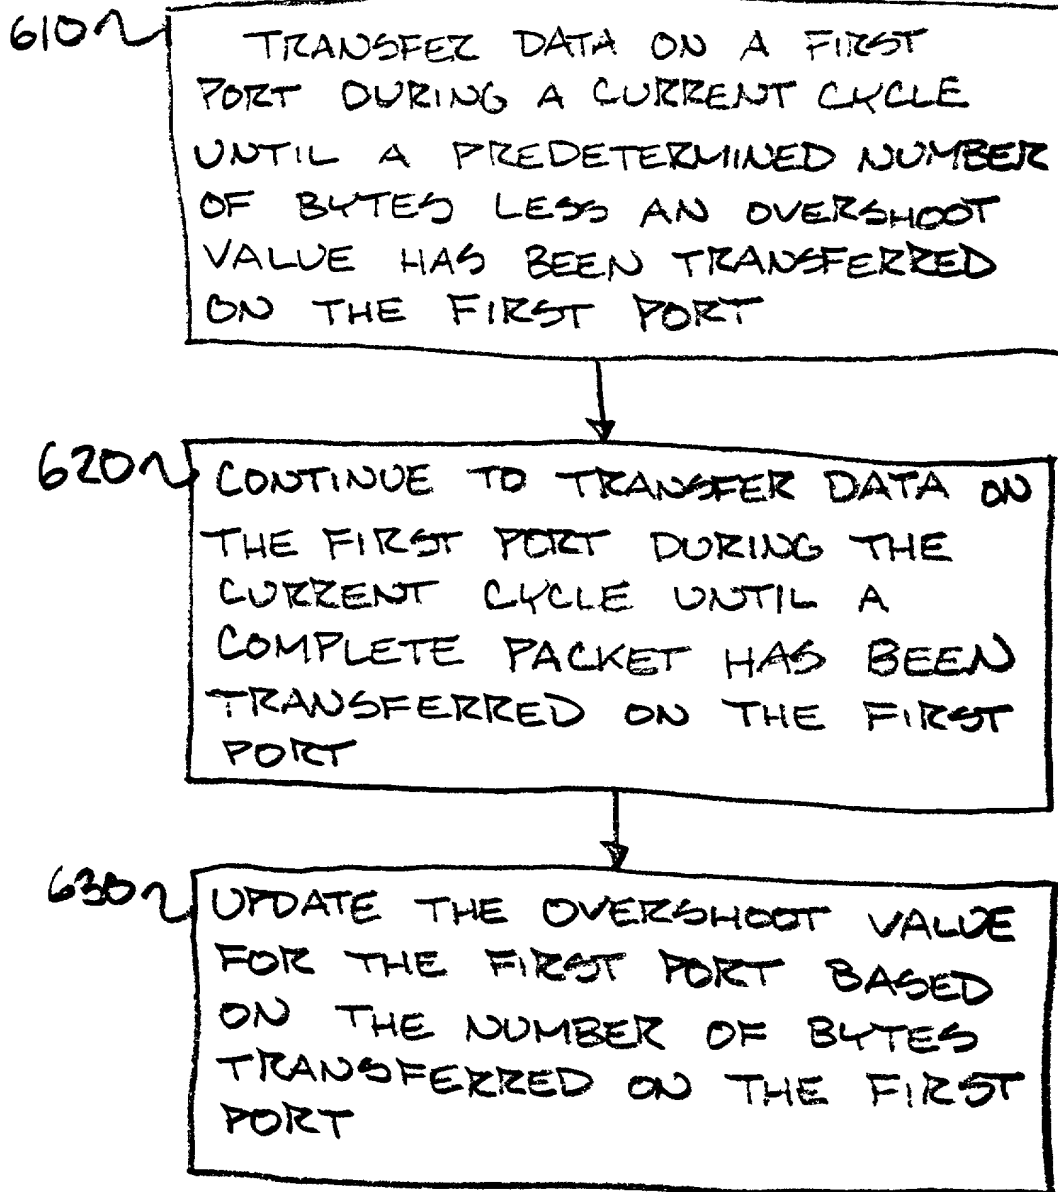 610
TRANSFER DATA ON A FIRST
PORT DURING A CURRENT CYCLE
UNTIL A PREDETERMINED NUMBER
OF BYTES LESS AN OVERSHOOT
VALUE HAS BEEN TRANSFERRED
ON THE FIRST PORT
620
CONTINUE TO TRANSFER DATA ON
THE FIRST PORT DURING THE
CURRENT CYCLE UNTIL A
COMPLETE PACKET HAS BEEN
TRANSFERRED ON THE FIRST
PORT
630
UPDATE THE OVERSHOOT VALUE
FOR THE FIRST PORT BASED
ON THE NUMBER OF BYTES
TRANSFERRED ON THE FIRST
PORT